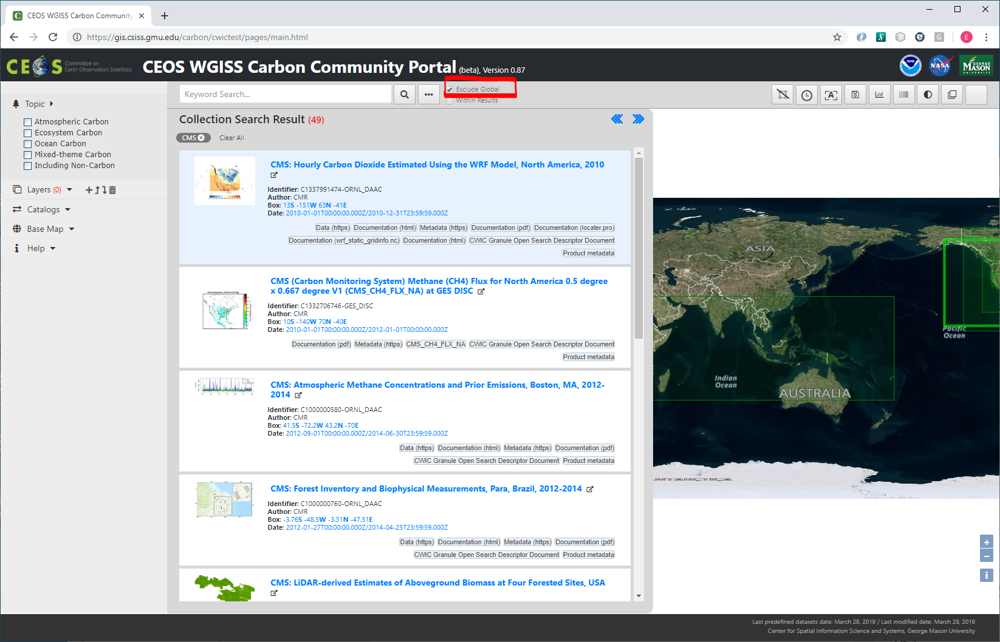 CEOS WGISS Carbon Community
https://gis.csiss.gmu.edu/carbon/cwictest/pages/main.html
G
E
CEOS
Committee on
Earth Observation Satellites
CEOS WGISS Carbon Community Portal (beta), Version 0.87
NOAA
NASA
GEORGE
MASON
UNIVERSITY
Topic
Atmospheric Carbon
Ecosystem Carbon
Ocean Carbon
Mixed-theme Carbon
Including Non-Carbon
Layers (0)
Catalogs
Base Map
Help
Keyword Search...
Exclude Global
Within Results
[A]
Collection Search Result (49)
CMS
Clear All
CMS: Hourly Carbon Dioxide Estimated Using the WRF Model, North America, 2010
Identifier: C1337991474-ORNL_DAAC
Author: CMR
Box: 13S -151W 63N -41E
Date: 2010-01-01T00:00:00.000Z/2010-12-31T23:59:59.000Z
Data (https) Documentation (html) Metadata (https) Documentation (pdf) Documentation (locater.pro)
Documentation (wrf_static_gridinfo.nc) Documentation (html) CWIC Granule Open Search Descriptor Document
Product metadata
CMS (Carbon Monitoring System) Methane (CH4) Flux for North America 0.5 degree
x 0.667 degree V1 (CMS_CH4_FLX_NA) at GES DISC
Identifier: C1332706746-GES_DISC
Author: CMR
Box: 10S -140W 70N -40E
Date: 2010-01-01T00:00:00.000Z/2012-01-01T00:00:00.000Z
Documentation (pdf) Metadata (https) CMS_CH4_FLX_NA CWIC Granule Open Search Descriptor Document
Product metadata
CMS: Atmospheric Methane Concentrations and Prior Emissions, Boston, MA, 2012-
2014
Identifier: C1000000580-ORNL_DAAC
Author: CMR
Box: 41.5S -72.2W 43.2N -70E
Date: 2012-09-01T00:00:00.000Z/2014-06-30T23:59:59.000Z
Data (https) Documentation (html) Metadata (https) Documentation (pdf)
CWIC Granule Open Search Descriptor Document Product metadata
CMS: Forest Inventory and Biophysical Measurements, Para, Brazil, 2012-2014
Identifier: C1000000760-ORNL_DAAC
Author: CMR
Box: -3.76S -48.5W -3.31N -47.51E
Date: 2012-01-27T00:00:00.000Z/2014-04-25T23:59:59.000Z
Data (https) Documentation (html) Metadata (https) Documentation (pdf)
CWIC Granule Open Search Descriptor Document Product metadata
CMS: LiDAR-derived Estimates of Aboveground Biomass at Four Forested Sites, USA
ASIA
Pacific
Ocean
Indian
Ocean
AUSTRALIA
+
−
i
Last predefined datasets date: March 28, 2019 / Last modified date: March 28, 2019
Center for Spatial Information Science and Systems, George Mason University